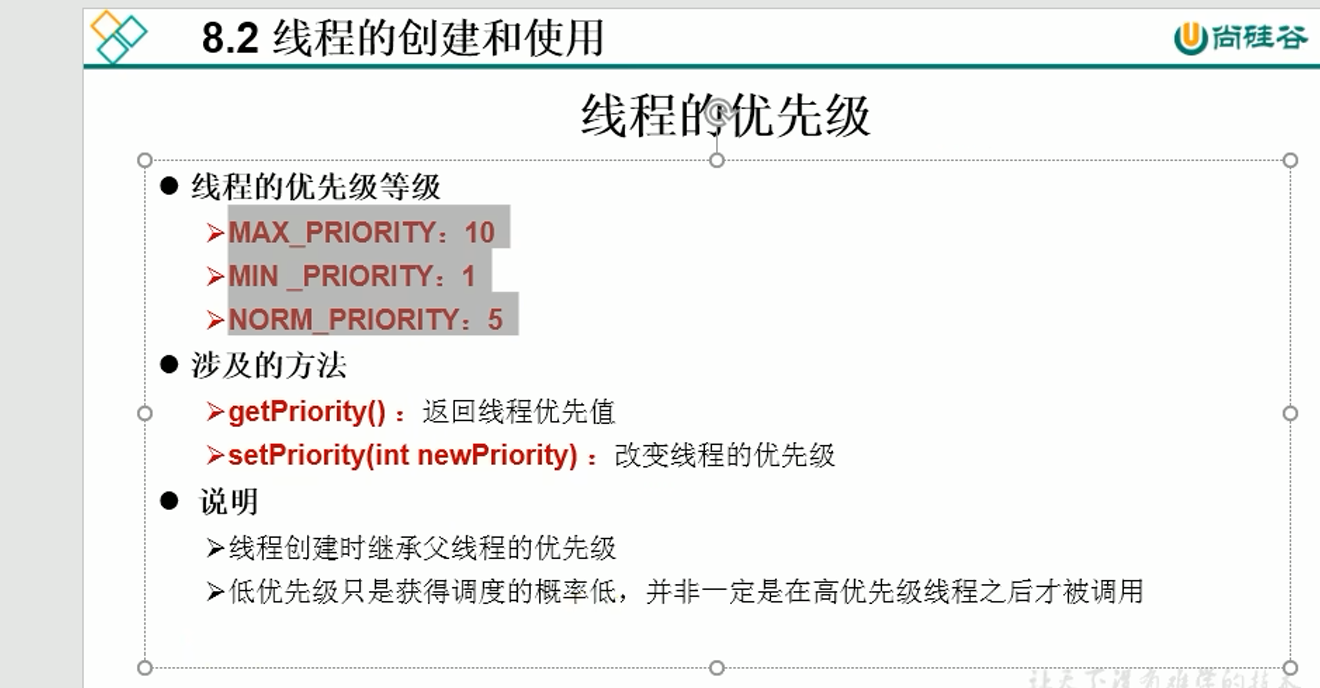 8.2 线程的创建和使用
尚硅谷
线程的优先级
● 线程的优先级等级
➢MAX_PRIORITY：10
➢MIN _PRIORITY：1
➢NORM_PRIORITY：5
● 涉及的方法
➢getPriority() ：返回线程优先值
➢setPriority(int newPriority) ：改变线程的优先级
● 说明
➢线程创建时继承父线程的优先级
➢低优先级只是获得调度的概率低，并非一定是在高优先级线程之后才被调用
让天下没有难学的技术